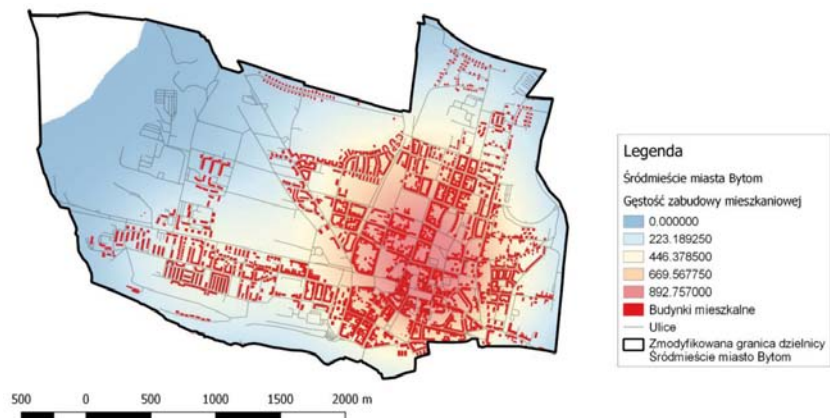 Legenda
Śródmieście miasta Bytom
Gęstość zabudowy mieszkaniowej
0.000000
223.189250
446.378500
669.567750
892.757000
Budynki mieszkalne
Ulice
Zmodyfikowana granica dzielnicy
Śródmieście miasto Bytom
500 0 500 1000 1500 2000 m